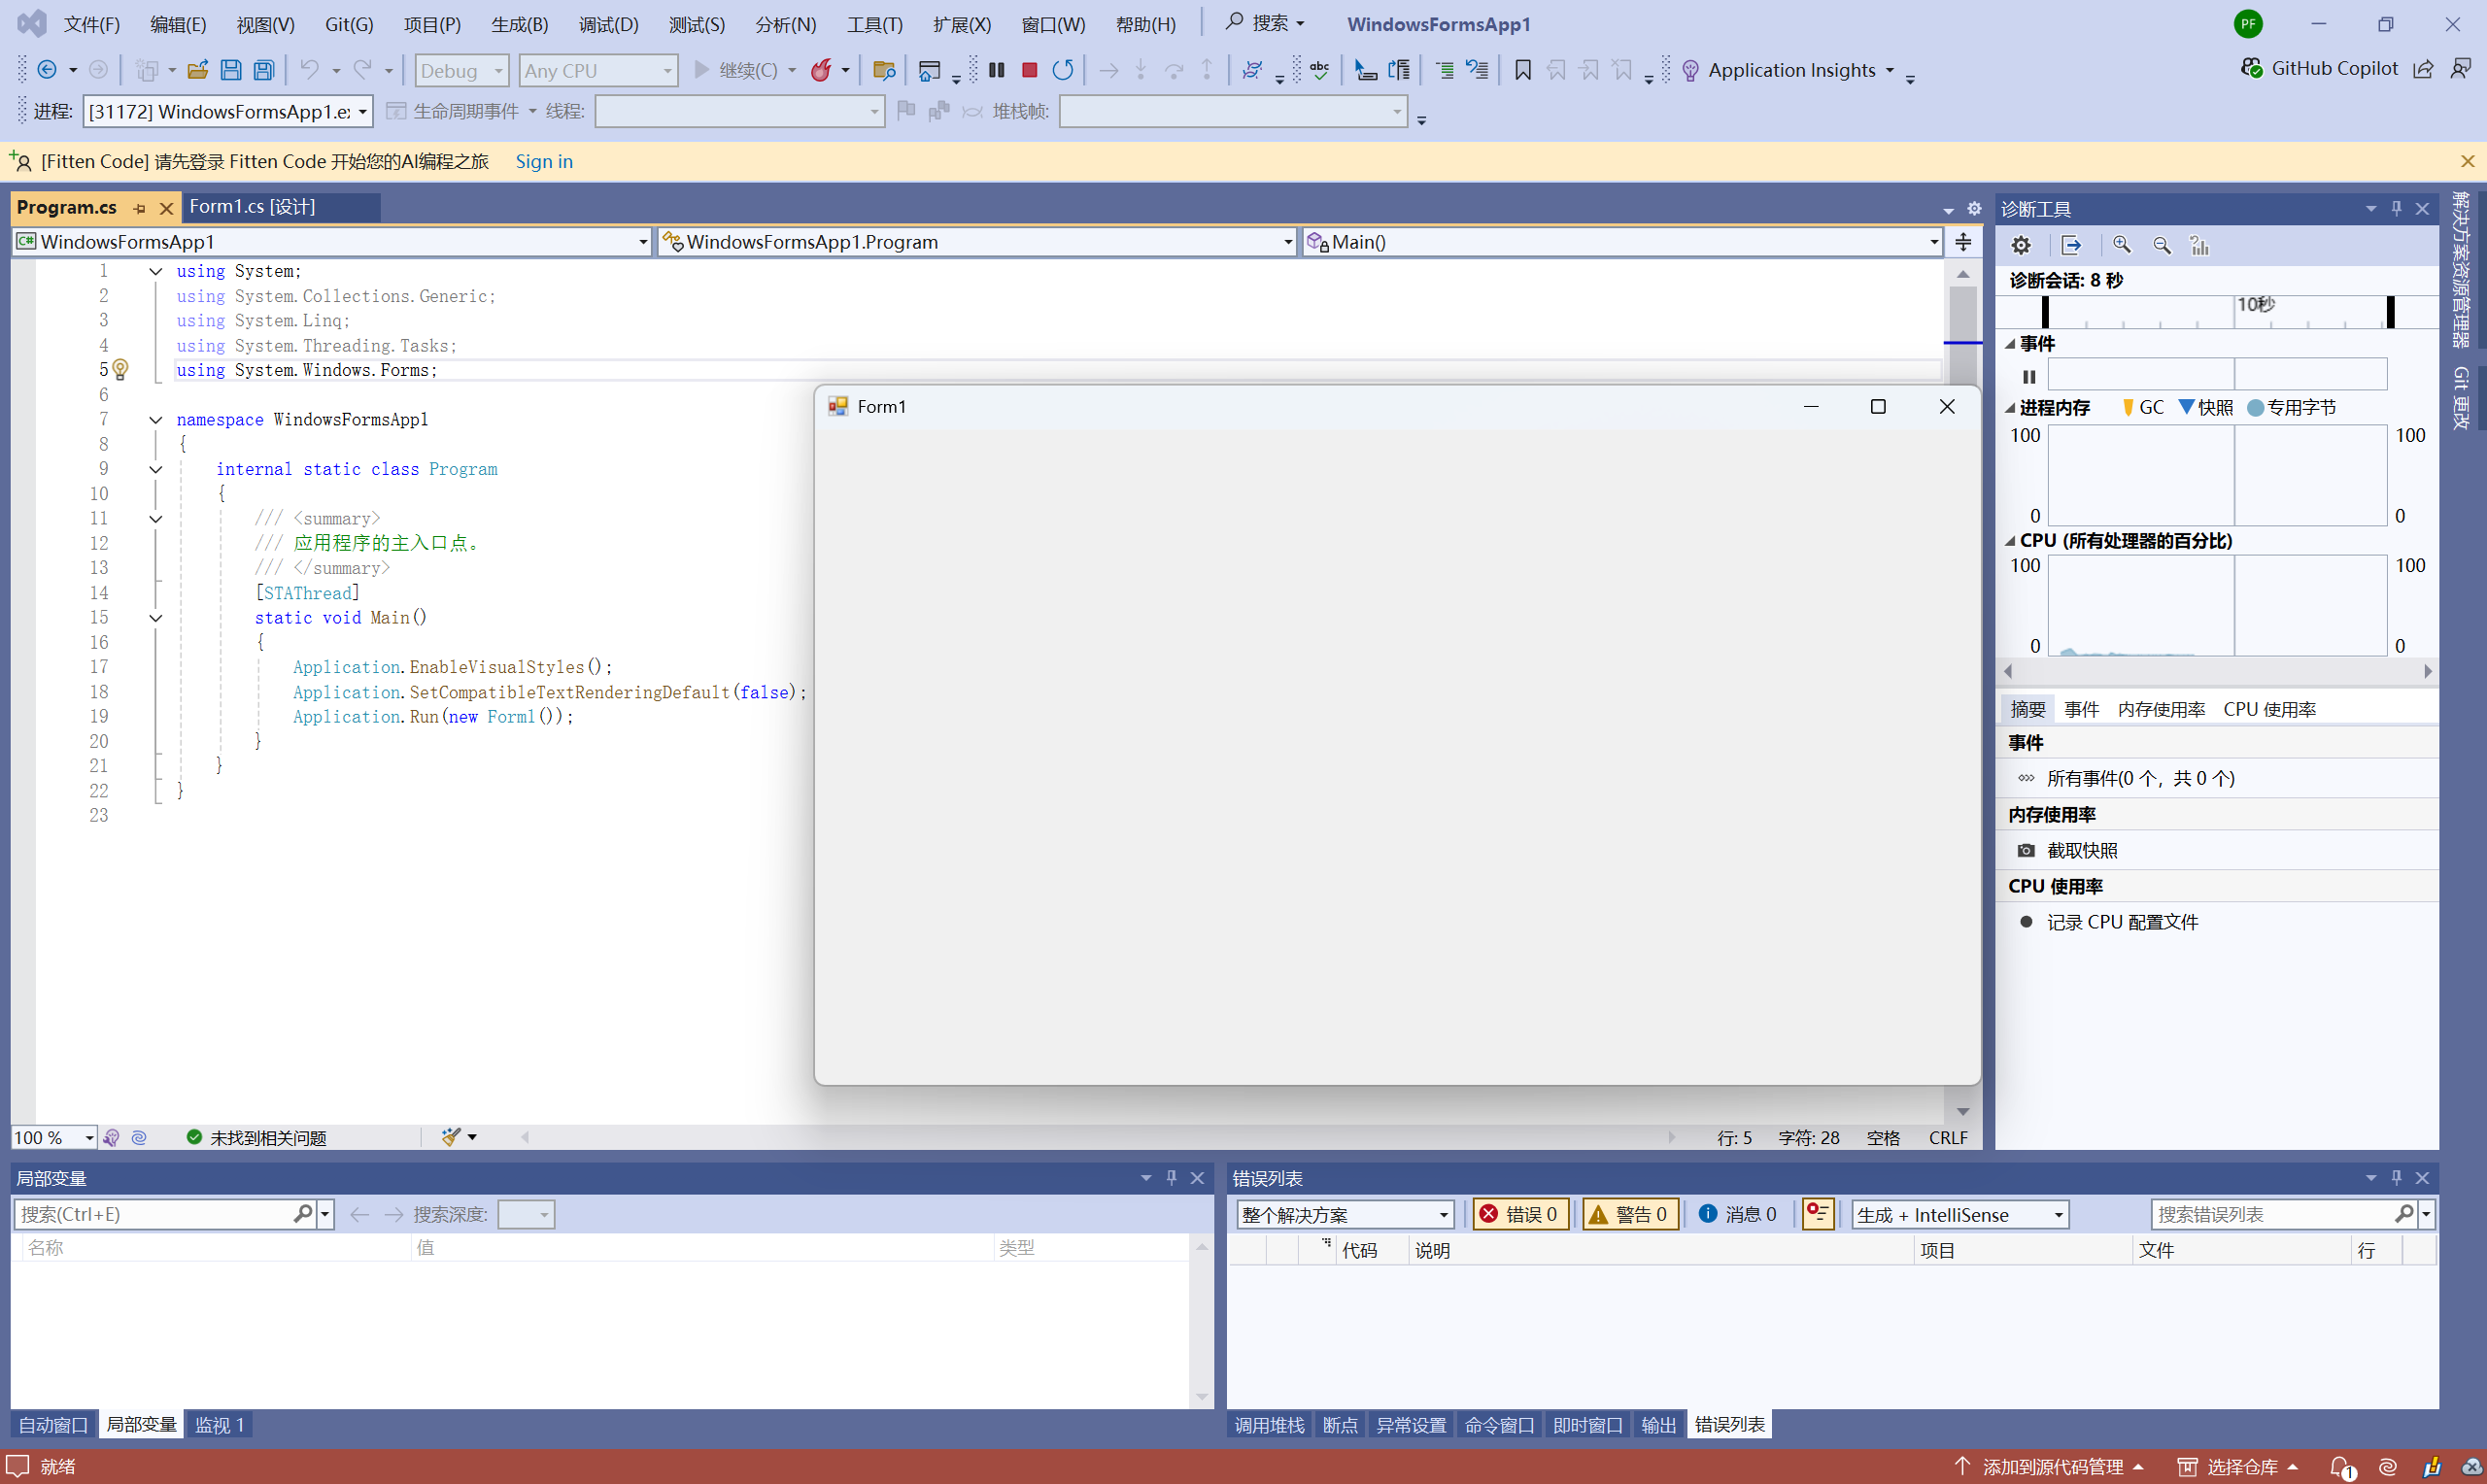 文件(F) 编辑(E) 视图(V) Git(G) 项目(P) 生成(B) 调试(D) 测试(S) 分析(N) 工具(T) 扩展(X) 窗口(W) 帮助(H) 搜索 WindowsFormsApp1 PF
Debug Any CPU 继续(C) abc Application Insights GitHub Copilot
进程: [31172] WindowsFormsApp1.e 生命周期事件 线程: 堆栈帧:
[Fitten Code] 请先登录 Fitten Code 开始您的AI编程之旅 Sign in
Program.cs Form1.cs [设计]
C# WindowsFormsApp1 WindowsFormsApp1.Program Main()
1 using System;
2 using System.Collections.Generic;
3 using System.Linq;
4 using System.Threading.Tasks;
5 using System.Windows.Forms;
6
7 namespace WindowsFormsApp1
8 {
9 internal static class Program
10 {
11 /// <summary>
12 /// 应用程序的主入口点。
13 /// </summary>
14 [STAThread]
15 static void Main()
16 {
17 Application.EnableVisualStyles();
18 Application.SetCompatibleTextRenderingDefault(false);
19 Application.Run(new Form1());
20 }
21 }
22 }
23
Form1
100 % 未找到相关问题 行: 5 字符: 28 空格 CRLF
诊断工具
诊断会话: 8 秒
10秒
事件
进程内存 GC 快照 专用字节
100 100
0 0
CPU (所有处理器的百分比)
100 100
0 0
摘要 事件 内存使用率 CPU 使用率
事件
所有事件(0 个，共 0 个)
内存使用率
截取快照
CPU 使用率
记录 CPU 配置文件
解决方案资源管理器
Git 更改
局部变量
搜索(Ctrl+E) 搜索深度:
名称 值 类型
自动窗口 局部变量 监视 1
错误列表
整个解决方案 错误 0 警告 0 消息 0 生成 + IntelliSense 搜索错误列表
代码 说明 项目 文件 行
调用堆栈 断点 异常设置 命令窗口 即时窗口 输出 错误列表
就绪 添加到源代码管理 选择仓库 1